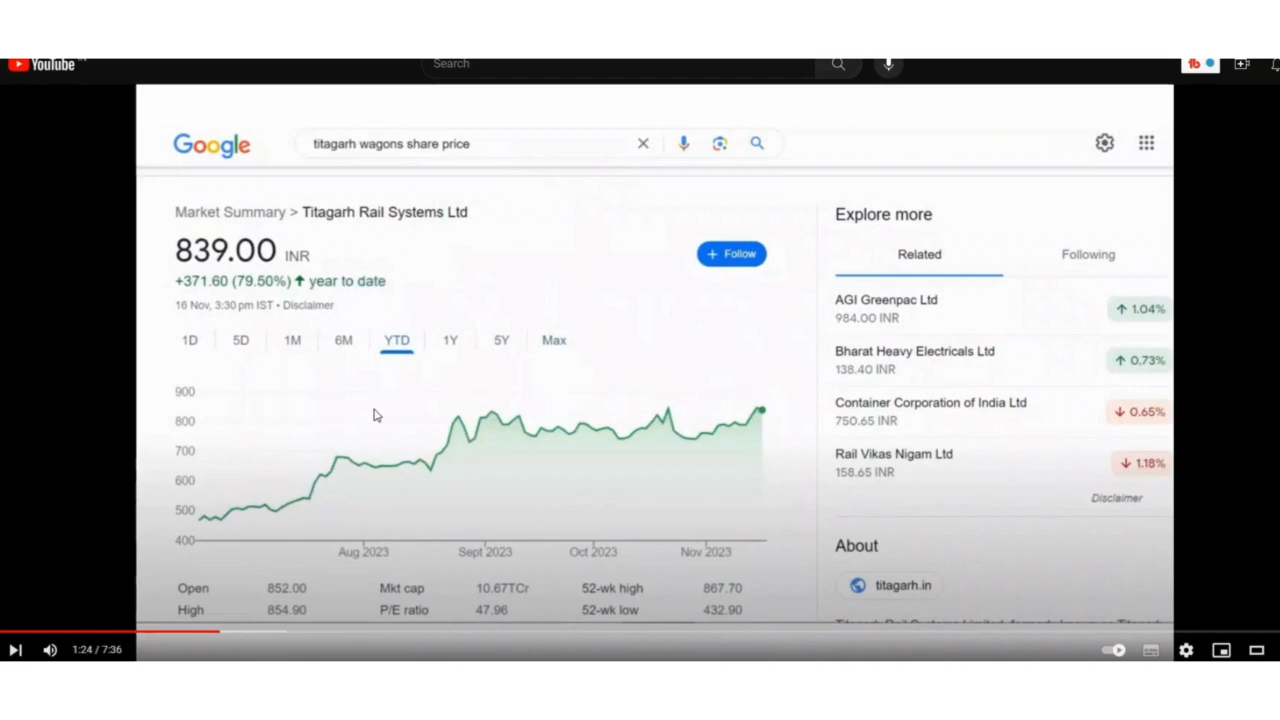 YouTube
Search
Google
titagarh wagons share price
Market Summary > Titagarh Rail Systems Ltd
839.00 INR
+ Follow
+371.60 (79.50%) ↑ year to date
16 Nov, 3:30 pm IST • Disclaimer
1D 5D 1M 6M YTD 1Y 5Y Max
900
800
700
600
500
400
Aug 2023 Sept 2023 Oct 2023 Nov 2023
Open 852.00 Mkt cap 10.67TCr 52-wk high 867.70
High 854.90 P/E ratio 47.96 52-wk low 432.90
Explore more
Related Following
AGI Greenpac Ltd
984.00 INR
↑ 1.04%
Bharat Heavy Electricals Ltd
138.40 INR
↑ 0.73%
Container Corporation of India Ltd
750.65 INR
↓ 0.65%
Rail Vikas Nigam Ltd
158.65 INR
↓ 1.18%
Disclaimer
About
titagarh.in
1:24 / 7:36